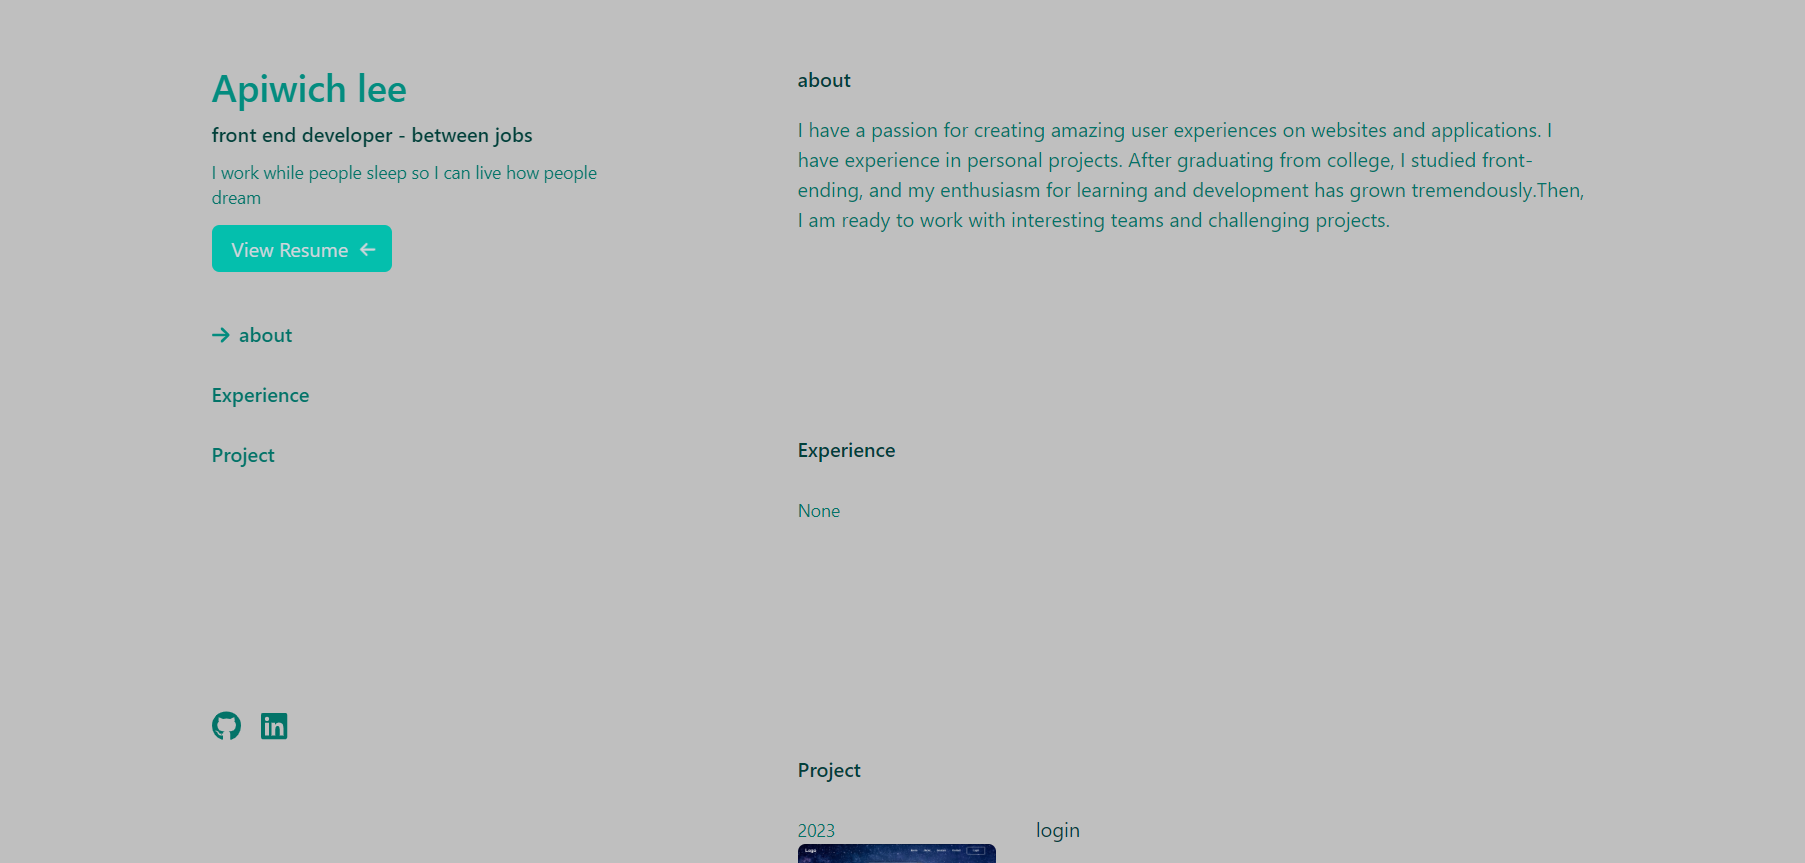 Apiwich lee
front end developer - between jobs
I work while people sleep so I can live how people
dream
View Resume
about
Experience
Project
about
I have a passion for creating amazing user experiences on websites and applications. I
have experience in personal projects. After graduating from college, I studied front-
ending, and my enthusiasm for learning and development has grown tremendously.Then,
I am ready to work with interesting teams and challenging projects.
Experience
None
Project
2023
login
Logo